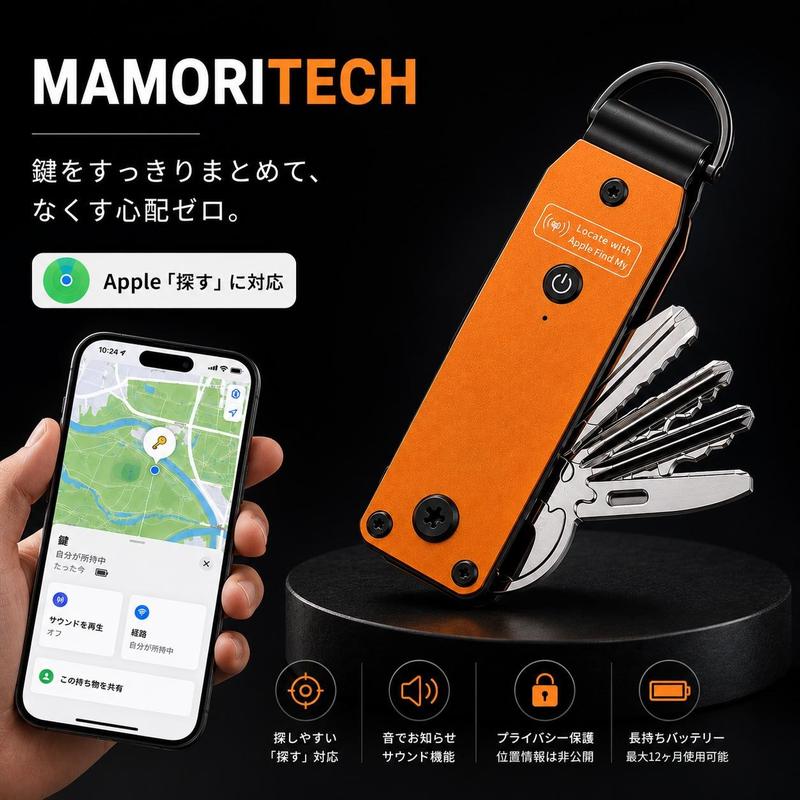 MAMORITECH
鍵をすっきりまとめて、
なくす心配ゼロ。
Apple「探す」に対応
Locate with
Apple Find My
10:24
鍵
自分が所持中
たった今
サウンドを再生
オフ
経路
自分が所持中
この持ち物を共有
探しやすい
「探す」対応
音でお知らせ
サウンド機能
プライバシー保護
位置情報は非公開
長持ちバッテリー
最大12ヶ月使用可能